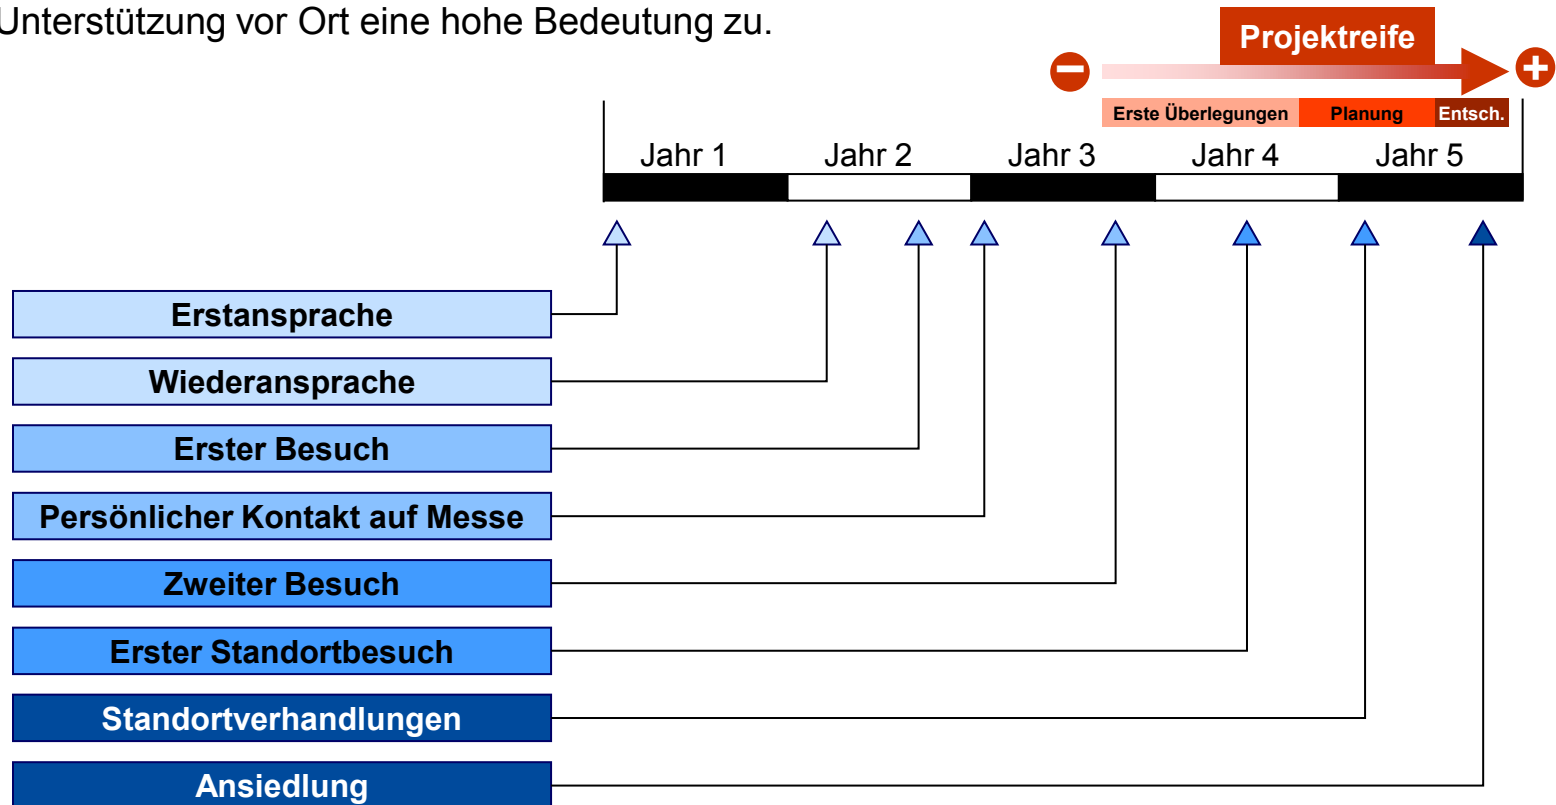 Unterstützung vor Ort eine hohe Bedeutung zu.
Projektreife
Erste Überlegungen Planung Entsch.
Jahr 1 Jahr 2 Jahr 3 Jahr 4 Jahr 5
Erstansprache
Wiederansprache
Erster Besuch
Persönlicher Kontakt auf Messe
Zweiter Besuch
Erster Standortbesuch
Standortverhandlungen
Ansiedlung